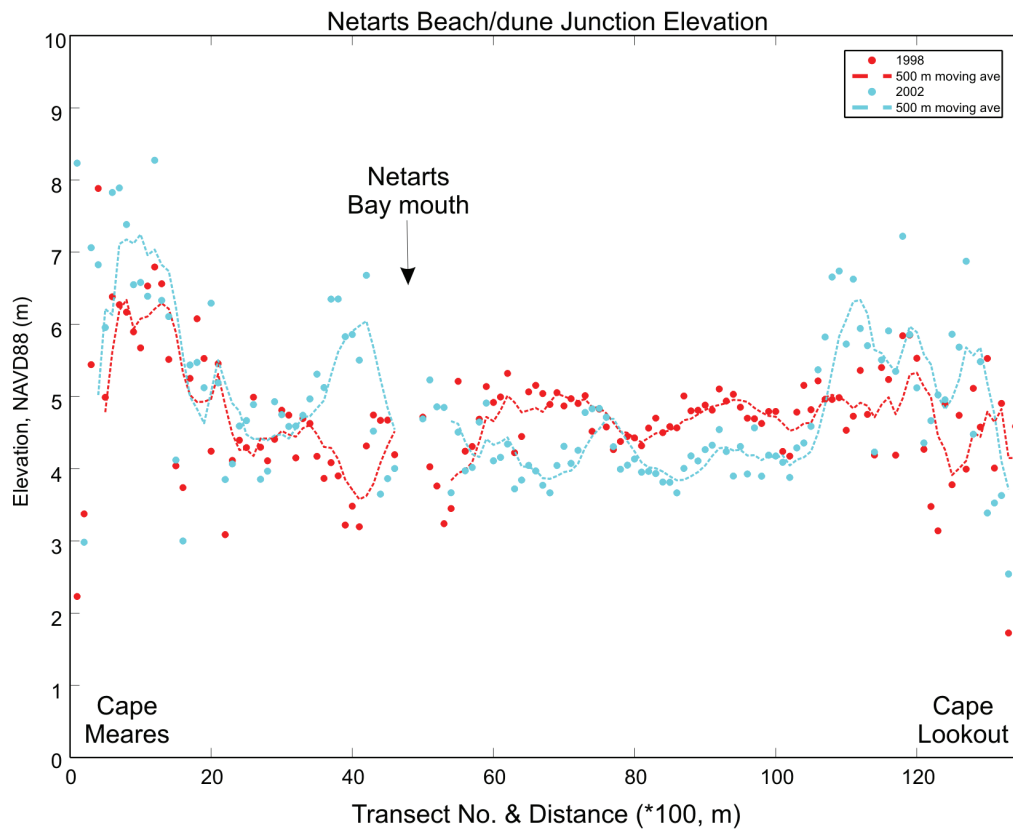 Netarts Beach/dune Junction Elevation
10
9
8
7
6
5
4
3
2
1
0
Elevation, NAVD88 (m)
1998
500 m moving ave
2002
500 m moving ave
Netarts
Bay mouth
Cape
Meares
Cape
Lookout
0 20 40 60 80 100 120
Transect No. & Distance (*100, m)